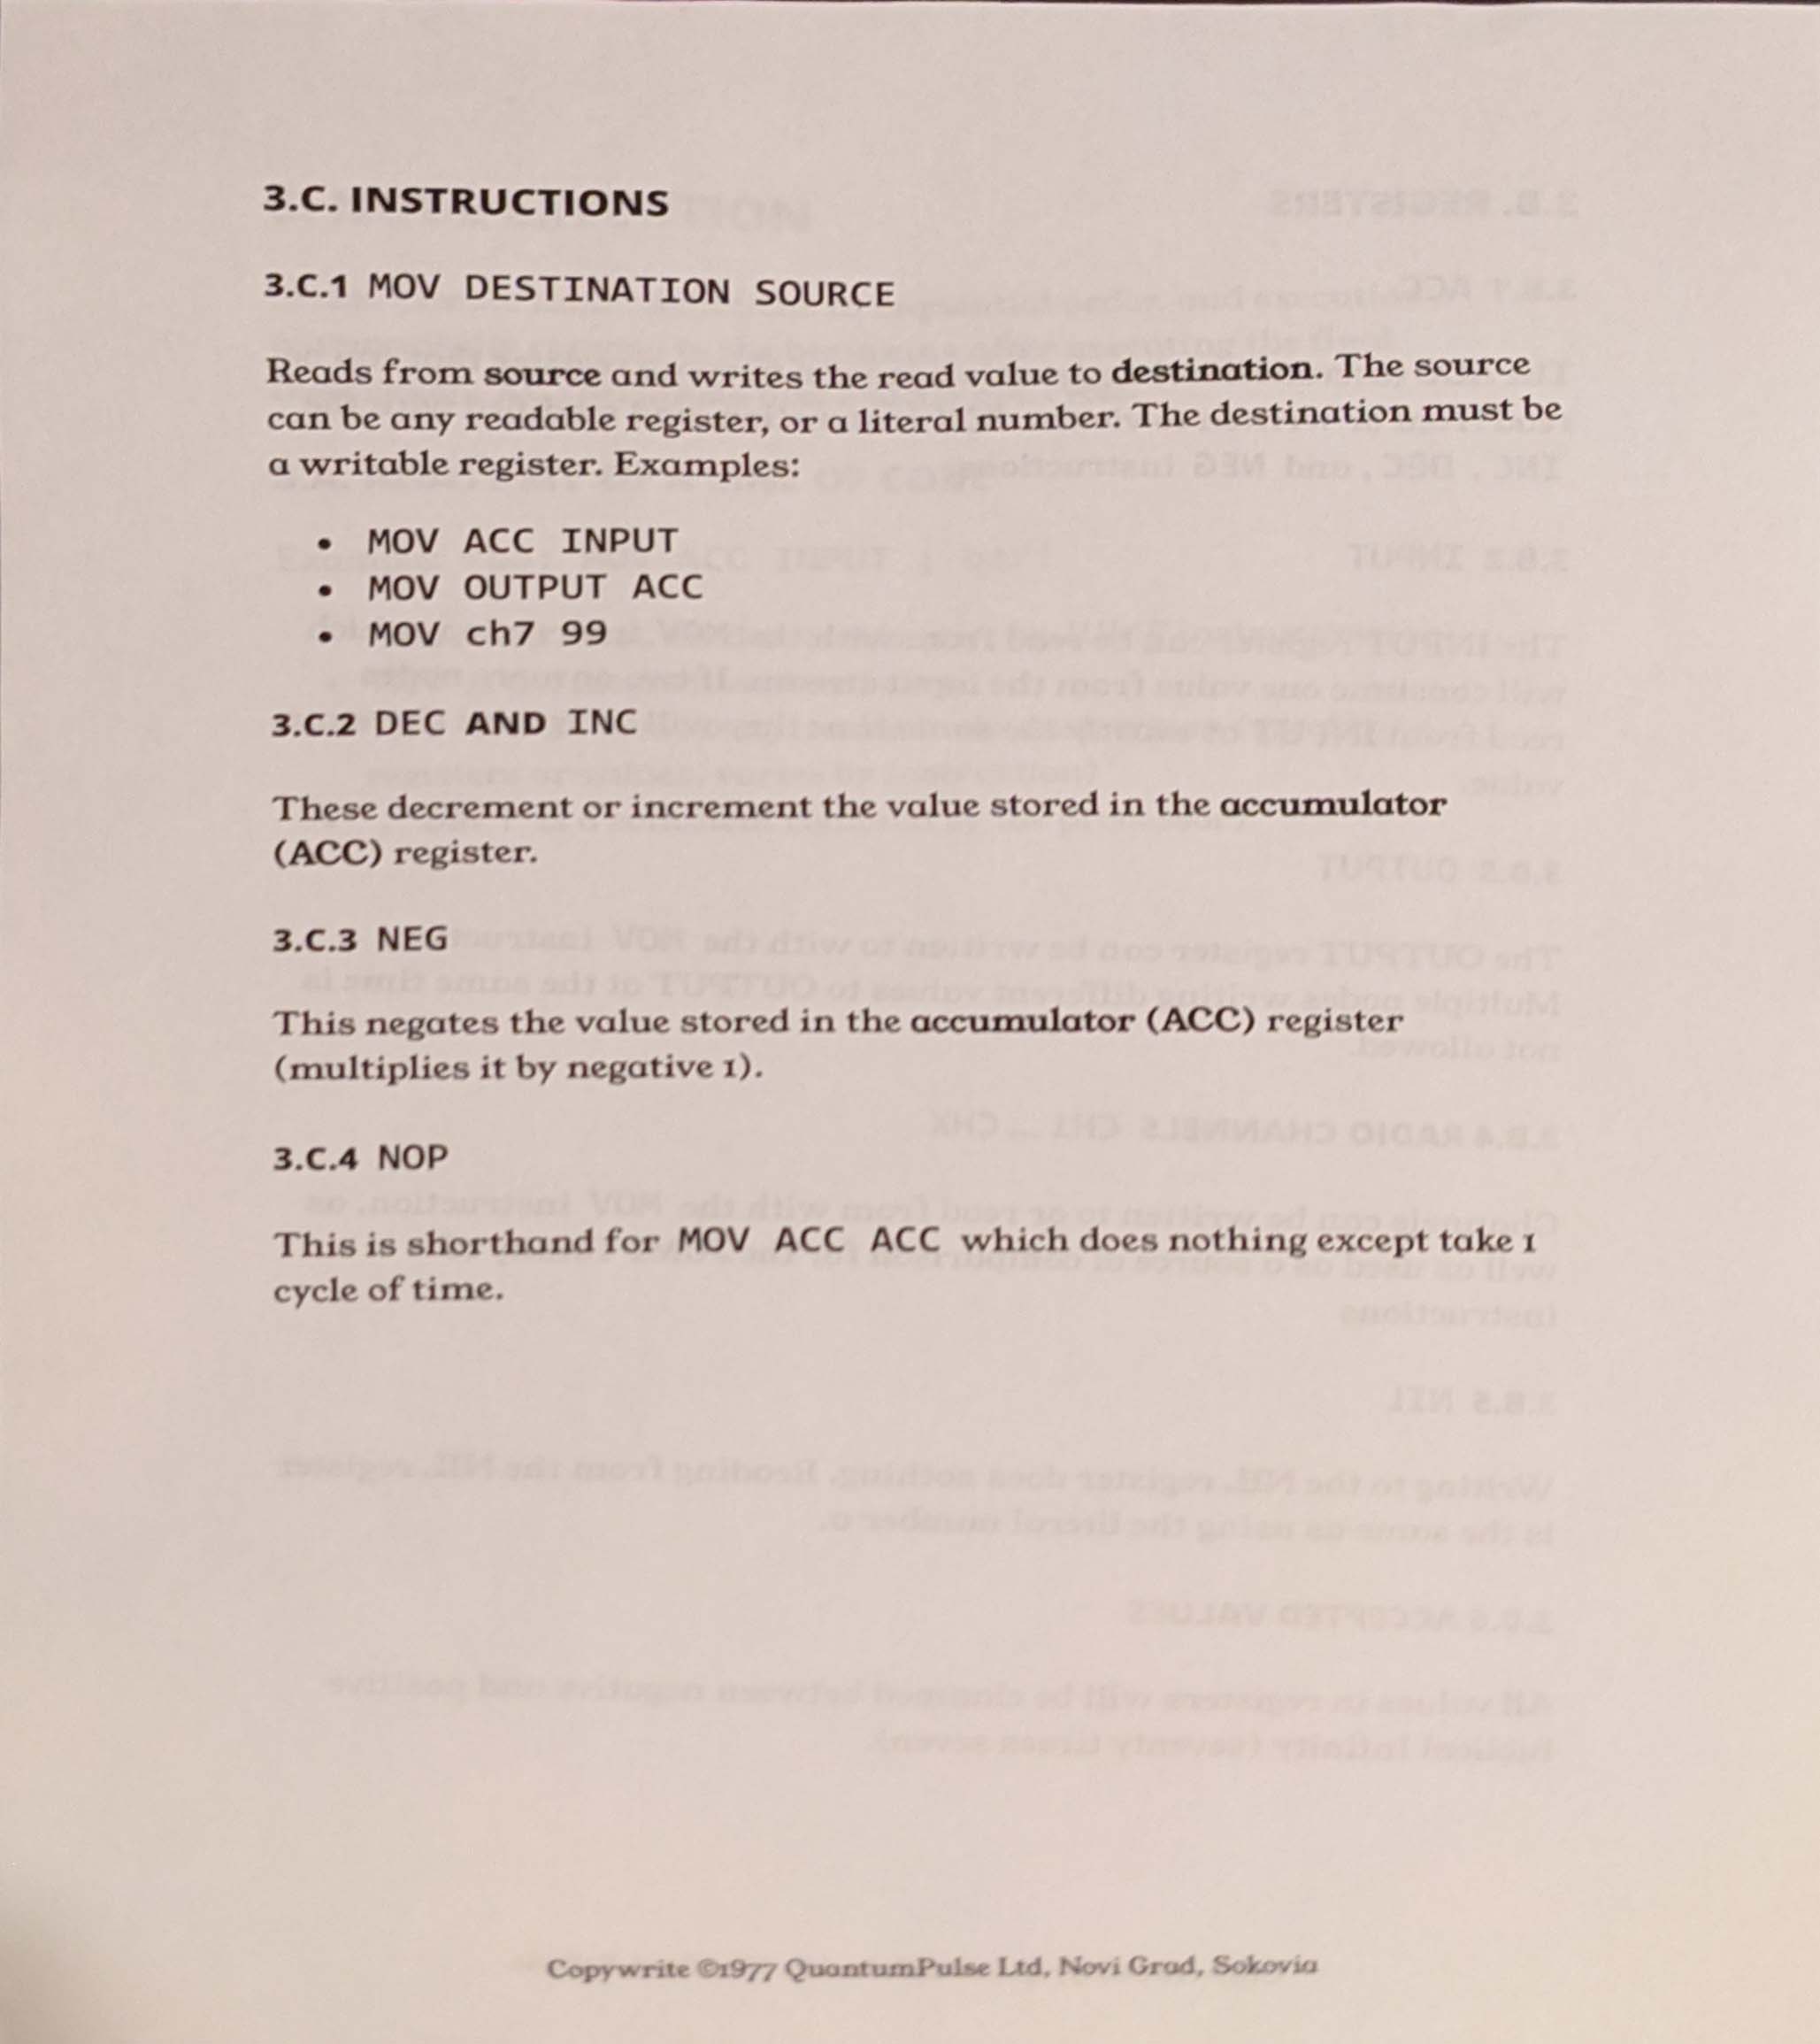 3.C. INSTRUCTIONS
3.C.1 MOV DESTINATION SOURCE
Reads from source and writes the read value to destination. The source
can be any readable register, or a literal number. The destination must be
a writable register. Examples:
• MOV ACC INPUT
• MOV OUTPUT ACC
• MOV ch7 99
3.C.2 DEC AND INC
These decrement or increment the value stored in the accumulator
(ACC) register.
3.C.3 NEG
This negates the value stored in the accumulator (ACC) register
(multiplies it by negative 1).
3.C.4 NOP
This is shorthand for MOV ACC ACC which does nothing except take 1
cycle of time.
Copywrite ©1977 QuantumPulse Ltd, Novi Grad, Sokovia